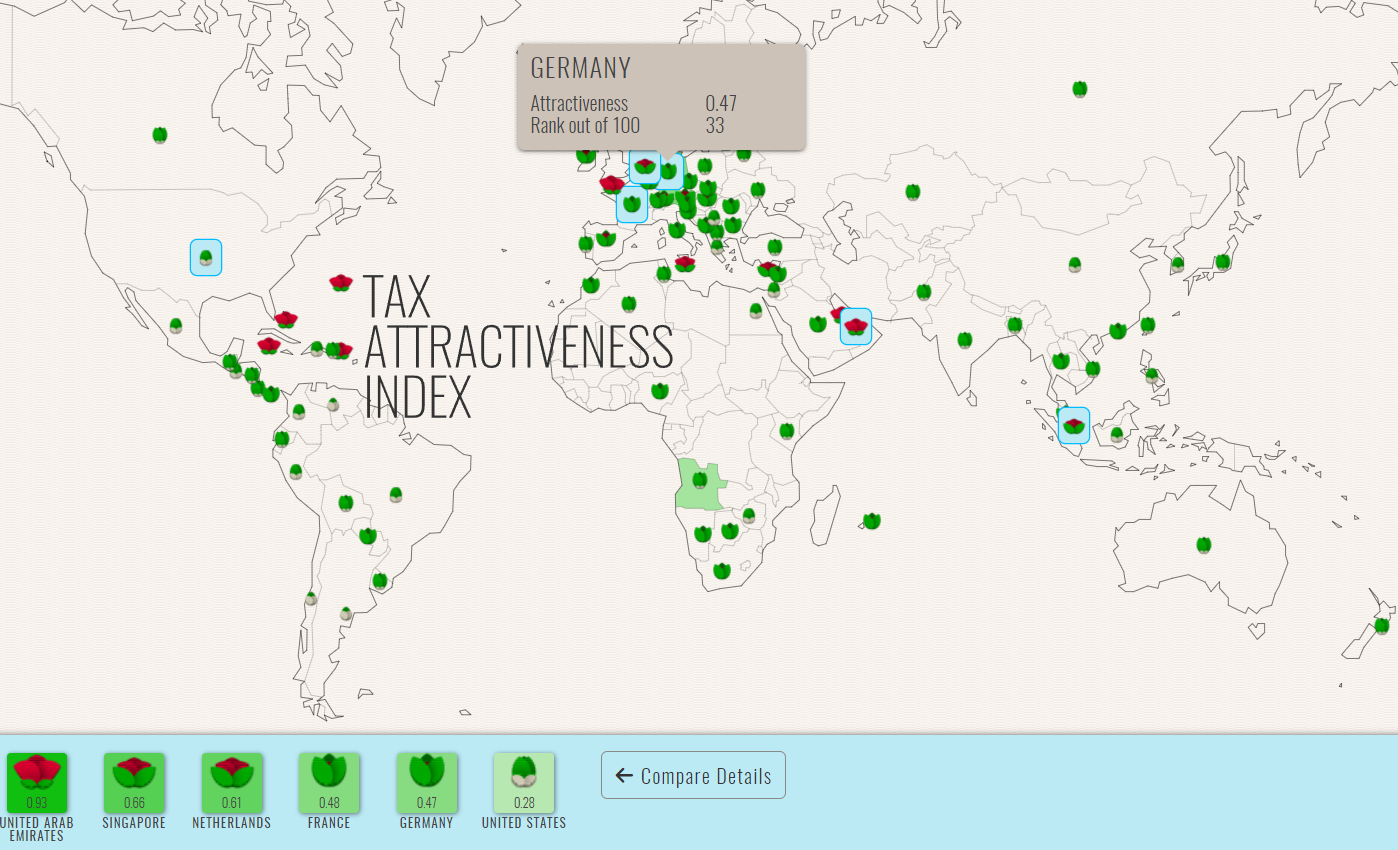 GERMANY
Attractiveness 0.47
Rank out of 100 33
TAX
ATTRACTIVENESS
INDEX
0.93 0.66 0.61 0.48 0.47 0.28
UNITED ARAB SINGAPORE NETHERLANDS FRANCE GERMANY UNITED STATES
EMIRATES
Compare Details